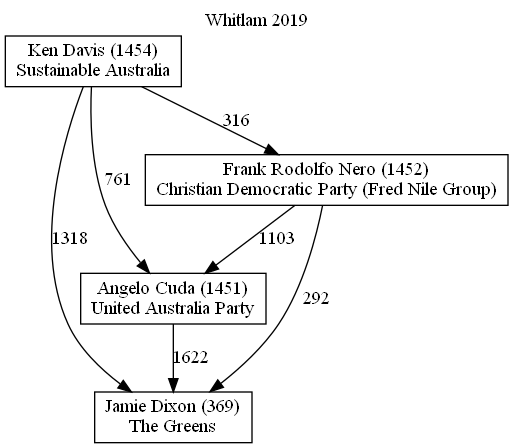 Whitlam 2019
Ken Davis (1454)
Sustainable Australia
316
Frank Rodolfo Nero (1452)
Christian Democratic Party (Fred Nile Group)
761
1318
1103
Angelo Cuda (1451)
United Australia Party
292
1622
Jamie Dixon (369)
The Greens